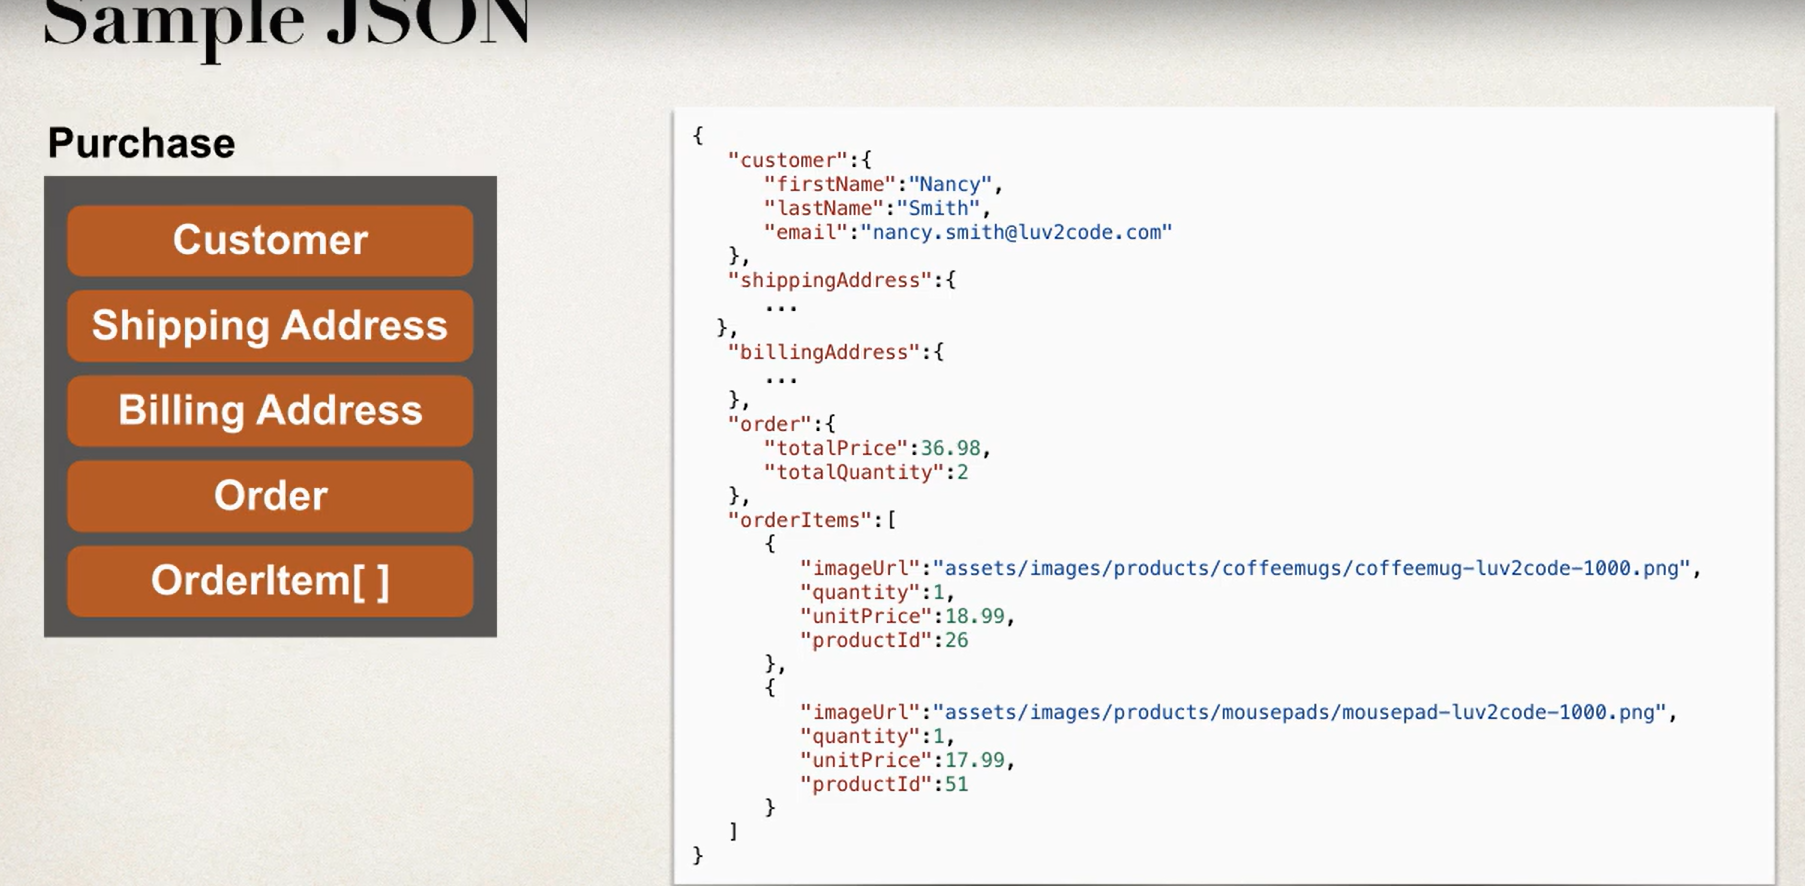 Sample JSON
Purchase
Customer
Shipping Address
Billing Address
Order
OrderItem[ ]
{
"customer":{
"firstName":"Nancy",
"lastName":"Smith",
"email":"nancy.smith@luv2code.com"
},
"shippingAddress":{
...
},
"billingAddress":{
...
},
"order":{
"totalPrice":36.98,
"totalQuantity":2
},
"orderItems":[
{
"imageUrl":"assets/images/products/coffeemugs/coffeemug-luv2code-1000.png",
"quantity":1,
"unitPrice":18.99,
"productId":26
},
{
"imageUrl":"assets/images/products/mousepads/mousepad-luv2code-1000.png",
"quantity":1,
"unitPrice":17.99,
"productId":51
}
]
}